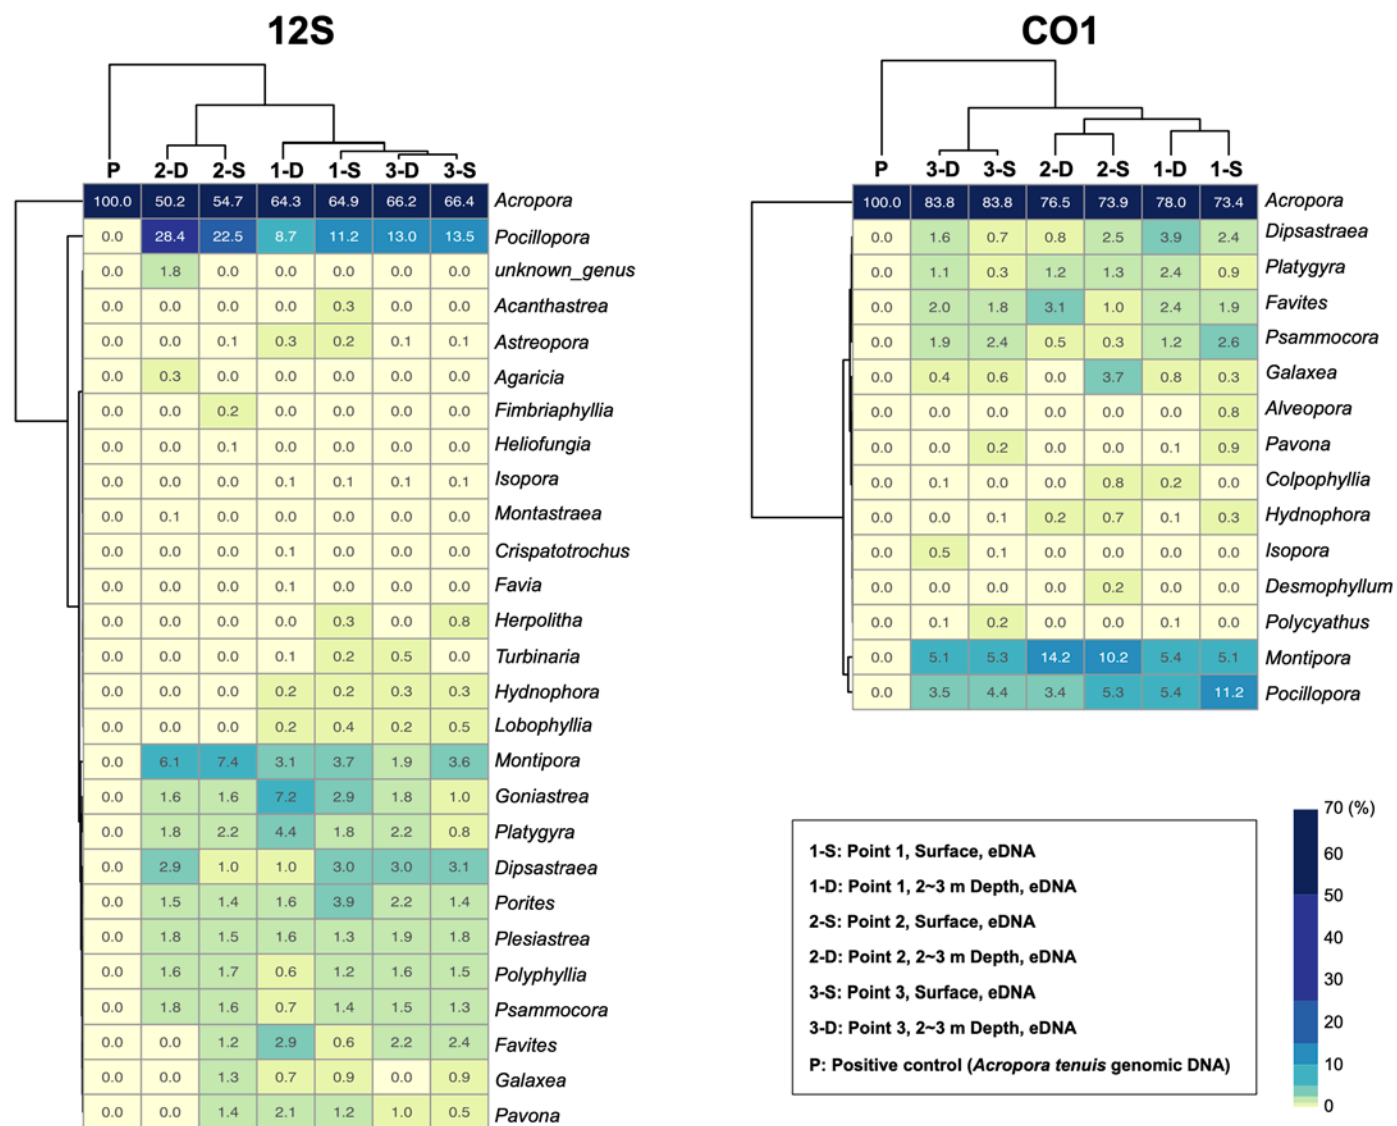 12S
P 2-D 2-S 1-D 1-S 3-D 3-S
100.0 50.2 54.7 64.3 64.9 66.2 66.4 Acropora
0.0 28.4 22.5 8.7 11.2 13.0 13.5 Pocillopora
0.0 1.8 0.0 0.0 0.0 0.0 0.0 unknown_genus
0.0 0.0 0.0 0.0 0.3 0.0 0.0 Acanthastrea
0.0 0.0 0.1 0.3 0.2 0.1 0.1 Astreopora
0.0 0.3 0.0 0.0 0.0 0.0 0.0 Agaricia
0.0 0.0 0.2 0.0 0.0 0.0 0.0 Fimbriaphyllia
0.0 0.0 0.1 0.0 0.0 0.0 0.0 Heliofungia
0.0 0.0 0.0 0.1 0.1 0.1 0.1 Isopora
0.0 0.1 0.0 0.0 0.0 0.0 0.0 Montastraea
0.0 0.0 0.0 0.1 0.0 0.0 0.0 Crispatotrochus
0.0 0.0 0.0 0.1 0.0 0.0 0.0 Favia
0.0 0.0 0.0 0.0 0.3 0.0 0.8 Herpolitha
0.0 0.0 0.0 0.1 0.2 0.5 0.0 Turbinaria
0.0 0.0 0.0 0.2 0.2 0.3 0.3 Hydnophora
0.0 0.0 0.0 0.2 0.4 0.2 0.5 Lobophyllia
0.0 6.1 7.4 3.1 3.7 1.9 3.6 Montipora
0.0 1.6 1.6 7.2 2.9 1.8 1.0 Goniastrea
0.0 1.8 2.2 4.4 1.8 2.2 0.8 Platygyra
0.0 2.9 1.0 1.0 3.0 3.0 3.1 Dipsastraea
0.0 1.5 1.4 1.6 3.9 2.2 1.4 Porites
0.0 1.8 1.5 1.6 1.3 1.9 1.8 Plesiastrea
0.0 1.6 1.7 0.6 1.2 1.6 1.5 Polyphyllia
0.0 1.8 1.6 0.7 1.4 1.5 1.3 Psammocora
0.0 0.0 1.2 2.9 0.6 2.2 2.4 Favites
0.0 0.0 1.3 0.7 0.9 0.0 0.9 Galaxea
0.0 0.0 1.4 2.1 1.2 1.0 0.5 Pavona
CO1
P 3-D 3-S 2-D 2-S 1-D 1-S
100.0 83.8 83.8 76.5 73.9 78.0 73.4 Acropora
0.0 1.6 0.7 0.8 2.5 3.9 2.4 Dipsastraea
0.0 1.1 0.3 1.2 1.3 2.4 0.9 Platygyra
0.0 2.0 1.8 3.1 1.0 2.4 1.9 Favites
0.0 1.9 2.4 0.5 0.3 1.2 2.6 Psammocora
0.0 0.4 0.6 0.0 3.7 0.8 0.3 Galaxea
0.0 0.0 0.0 0.0 0.0 0.0 0.8 Alveopora
0.0 0.0 0.2 0.0 0.0 0.1 0.9 Pavona
0.0 0.1 0.0 0.0 0.8 0.2 0.0 Colpophyllia
0.0 0.0 0.1 0.2 0.7 0.1 0.3 Hydnophora
0.0 0.5 0.1 0.0 0.0 0.0 0.0 Isopora
0.0 0.0 0.0 0.0 0.2 0.0 0.0 Desmophyllum
0.0 0.1 0.2 0.0 0.0 0.1 0.0 Polycyathus
0.0 5.1 5.3 14.2 10.2 5.4 5.1 Montipora
0.0 3.5 4.4 3.4 5.3 5.4 11.2 Pocillopora
1-S: Point 1, Surface, eDNA
1-D: Point 1, 2~3 m Depth, eDNA
2-S: Point 2, Surface, eDNA
2-D: Point 2, 2~3 m Depth, eDNA
3-S: Point 3, Surface, eDNA
3-D: Point 3, 2~3 m Depth, eDNA
P: Positive control (Acropora tenuis genomic DNA)
70 (%)
60
50
40
30
20
10
0